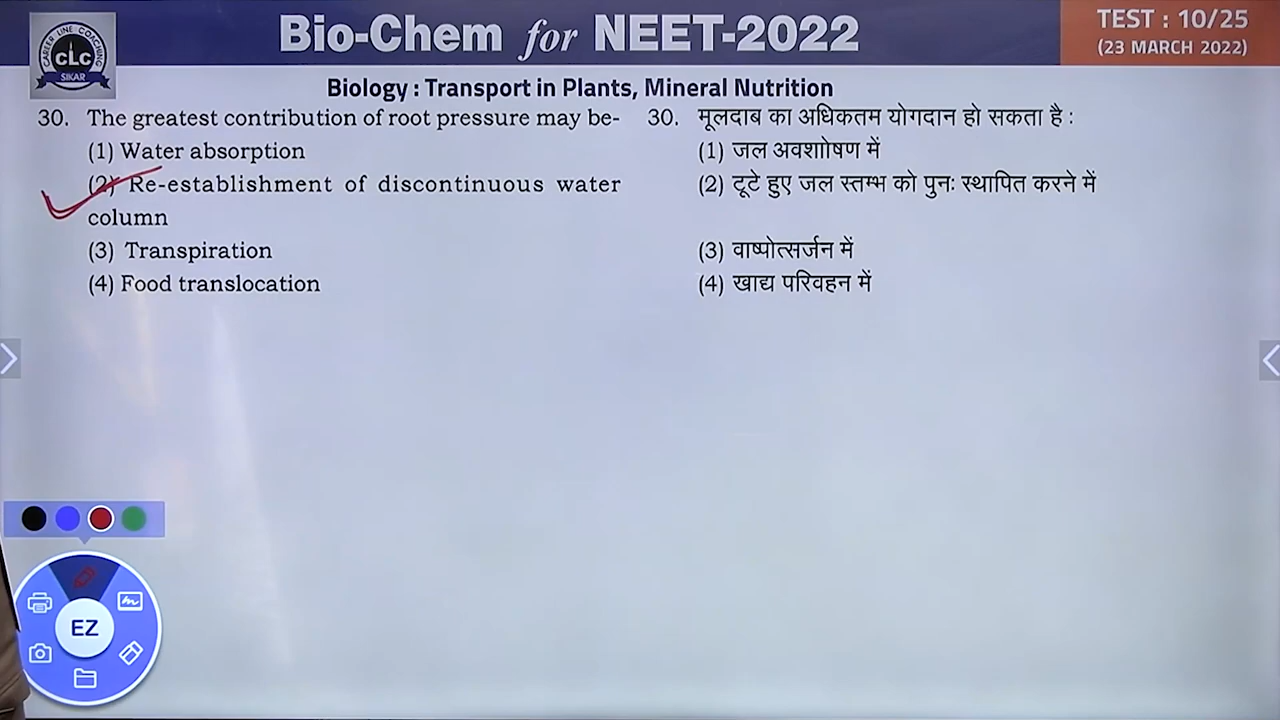 CAREER LINE COACHING
CLC
SIKAR
Bio-Chem for NEET-2022
TEST : 10/25
(23 MARCH 2022)
Biology : Transport in Plants, Mineral Nutrition
30. The greatest contribution of root pressure may be-
(1) Water absorption
(2) Re-establishment of discontinuous water
column
(3) Transpiration
(4) Food translocation
30. मूलदाब का अधिकतम योगदान हो सकता है :
(1) जल अवशाोषण में
(2) टूटे हुए जल स्तम्भ को पुनः स्थापित करने में
(3) वाष्पोत्सर्जन में
(4) खाद्य परिवहन में
EZ